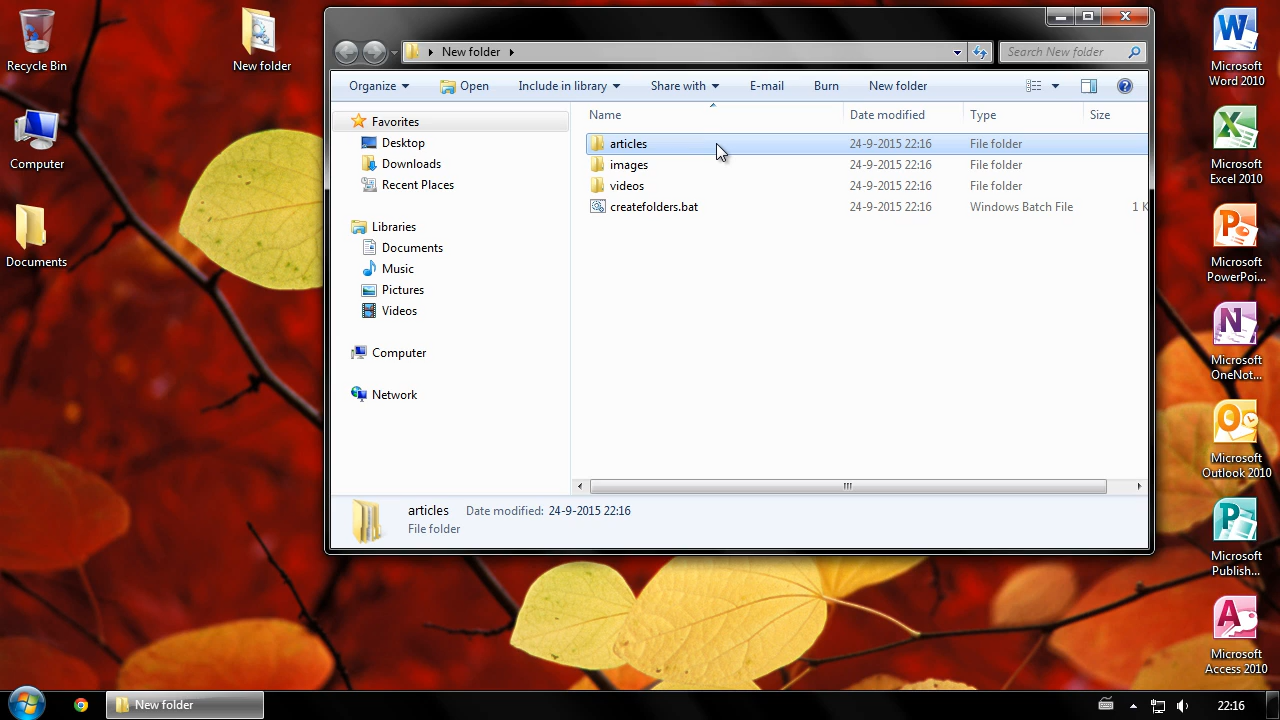 Recycle Bin
New folder
Computer
Documents
New folder
Search New folder
Organize
Open
Include in library
Share with
E-mail
Burn
New folder
Favorites
Desktop
Downloads
Recent Places
Libraries
Documents
Music
Pictures
Videos
Computer
Network
Name
Date modified
Type
Size
articles
24-9-2015 22:16
File folder
images
24-9-2015 22:16
File folder
videos
24-9-2015 22:16
File folder
createfolders.bat
24-9-2015 22:16
Windows Batch File
1 K
articles
Date modified: 24-9-2015 22:16
File folder
Microsoft
Word 2010
Microsoft
Excel 2010
Microsoft
PowerPoi...
Microsoft
OneNot...
Microsoft
Outlook 2010
Microsoft
Publish...
Microsoft
Access 2010
New folder
22:16